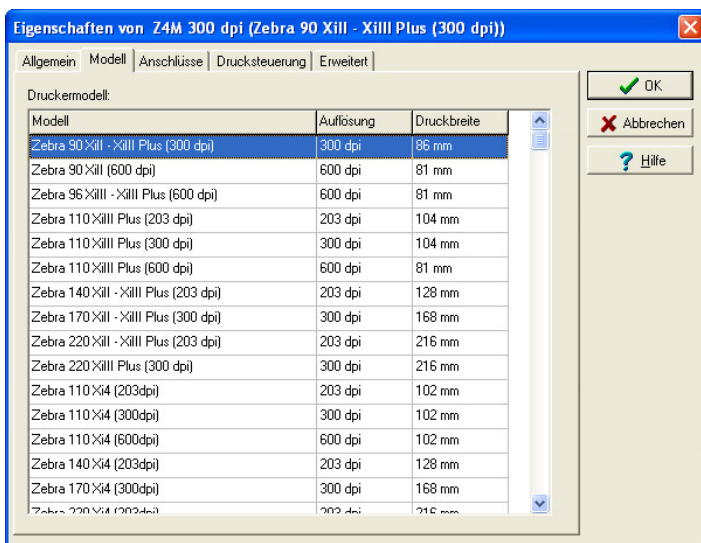 Eigenschaften von Z4M 300 dpi (Zebra 90 XiII - XiIII Plus (300 dpi))
Allgemein Modell Anschlüsse Drucksteuerung Erweitert
OK
Abbrechen
Hilfe
Druckermodell:
Modell Auflösung Druckbreite
Zebra 90 XiII - XiIII Plus (300 dpi) 300 dpi 86 mm
Zebra 90 XiII (600 dpi) 600 dpi 81 mm
Zebra 96 XiIII - XiIII Plus (600 dpi) 600 dpi 81 mm
Zebra 110 XiIII Plus (203 dpi) 203 dpi 104 mm
Zebra 110 XiIII Plus (300 dpi) 300 dpi 104 mm
Zebra 110 XiIII Plus (600 dpi) 600 dpi 81 mm
Zebra 140 XiII - XiIII Plus (203 dpi) 203 dpi 128 mm
Zebra 170 XiII - XiIII Plus (300 dpi) 300 dpi 168 mm
Zebra 220 XiII - XiIII Plus (203 dpi) 203 dpi 216 mm
Zebra 220 XiIII Plus (300 dpi) 300 dpi 216 mm
Zebra 110 Xi4 (203dpi) 203 dpi 102 mm
Zebra 110 Xi4 (300dpi) 300 dpi 102 mm
Zebra 110 Xi4 (600dpi) 600 dpi 102 mm
Zebra 140 Xi4 (203dpi) 203 dpi 128 mm
Zebra 170 Xi4 (300dpi) 300 dpi 168 mm
Zebra 220 Xi4 (203dpi) 203 dpi 216 mm